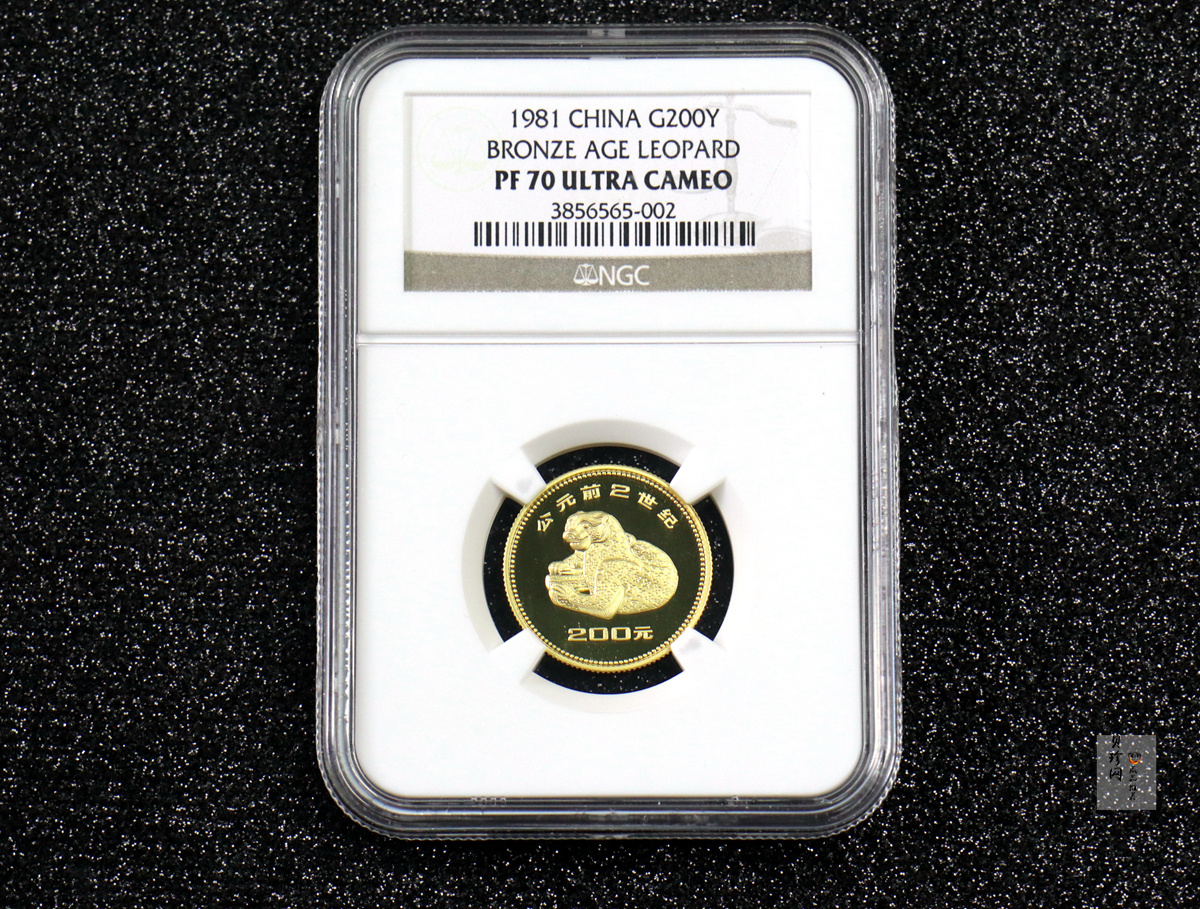 1981 CHINA G200Y
BRONZE AGE LEOPARD
PF 70 ULTRA CAMEO
3856565-002
NGC
公元前2世纪
200元